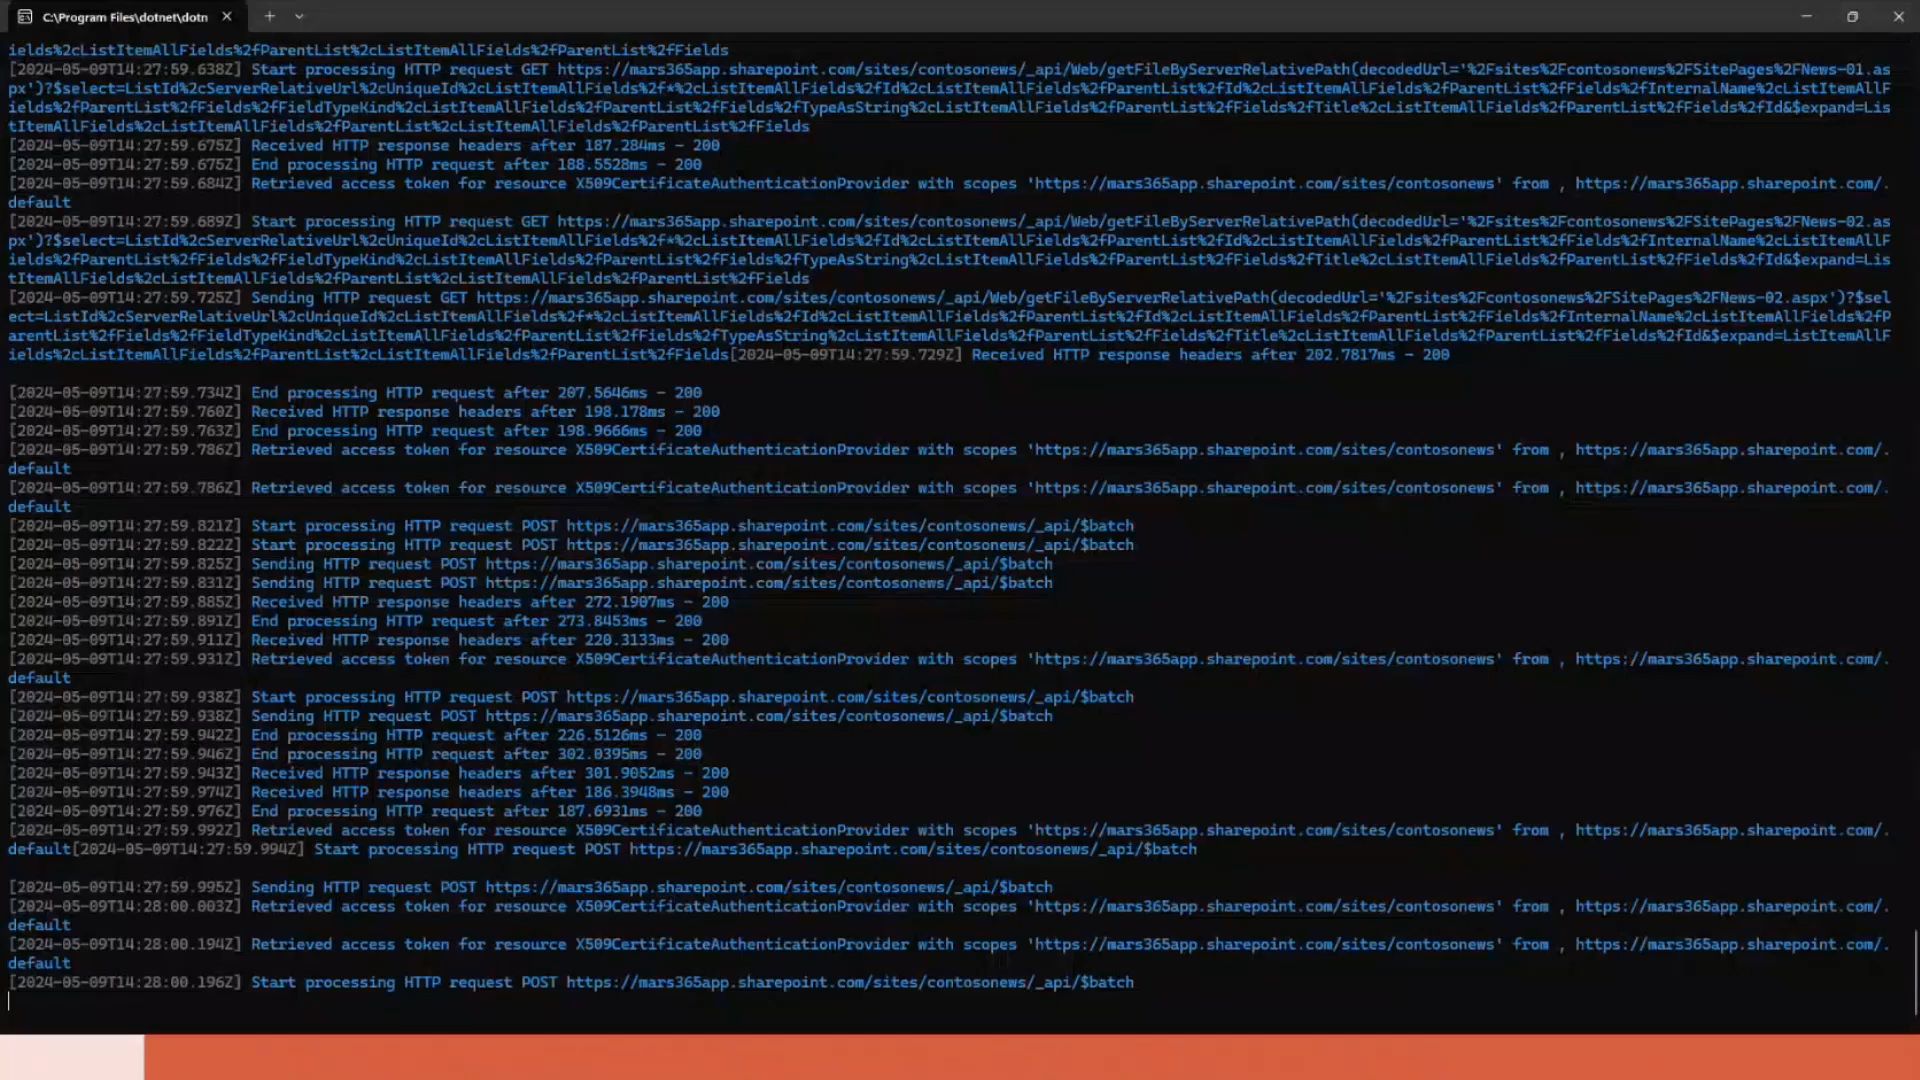 C:\Program Files\dotnet\dotn
ields%2cListItemAllFields%2fParentList%2cListItemAllFields%2fParentList%2fFields
[2024-05-09T14:27:59.638Z] Start processing HTTP request GET https://mars365app.sharepoint.com/sites/contosonews/_api/Web/getFileByServerRelativePath(decodedUrl='%2Fsites%2Fcontosonews%2FSitePages%2FNews-01.as
px')?$select=ListId%2cServerRelativeUrl%2cUniqueId%2cListItemAllFields%2f*%2cListItemAllFields%2fId%2cListItemAllFields%2fParentList%2fId%2cListItemAllFields%2fParentList%2fFields%2fInternalName%2cListItemAllF
ields%2fParentList%2fFields%2fFieldTypeKind%2cListItemAllFields%2fParentList%2fFields%2fTypeAsString%2cListItemAllFields%2fParentList%2fFields%2fTitle%2cListItemAllFields%2fParentList%2fFields%2fId&$expand=Lis
tItemAllFields%2cListItemAllFields%2fParentList%2cListItemAllFields%2fParentList%2fFields
[2024-05-09T14:27:59.675Z] Received HTTP response headers after 187.284ms - 200
[2024-05-09T14:27:59.675Z] End processing HTTP request after 188.5528ms - 200
[2024-05-09T14:27:59.684Z] Retrieved access token for resource X509CertificateAuthenticationProvider with scopes 'https://mars365app.sharepoint.com/sites/contosonews' from , https://mars365app.sharepoint.com/.
default
[2024-05-09T14:27:59.689Z] Start processing HTTP request GET https://mars365app.sharepoint.com/sites/contosonews/_api/Web/getFileByServerRelativePath(decodedUrl='%2Fsites%2Fcontosonews%2FSitePages%2FNews-02.as
px')?$select=ListId%2cServerRelativeUrl%2cUniqueId%2cListItemAllFields%2f*%2cListItemAllFields%2fId%2cListItemAllFields%2fParentList%2fId%2cListItemAllFields%2fParentList%2fFields%2fInternalName%2cListItemAllF
ields%2fParentList%2fFields%2fFieldTypeKind%2cListItemAllFields%2fParentList%2fFields%2fTypeAsString%2cListItemAllFields%2fParentList%2fFields%2fTitle%2cListItemAllFields%2fParentList%2fFields%2fId&$expand=Lis
tItemAllFields%2cListItemAllFields%2fParentList%2cListItemAllFields%2fParentList%2fFields
[2024-05-09T14:27:59.725Z] Sending HTTP request GET https://mars365app.sharepoint.com/sites/contosonews/_api/Web/getFileByServerRelativePath(decodedUrl='%2Fsites%2Fcontosonews%2FSitePages%2FNews-02.aspx')?$sel
ect=ListId%2cServerRelativeUrl%2cUniqueId%2cListItemAllFields%2f*%2cListItemAllFields%2fId%2cListItemAllFields%2fParentList%2fId%2cListItemAllFields%2fParentList%2fFields%2fInternalName%2cListItemAllFields%2fP
arentList%2fFields%2fFieldTypeKind%2cListItemAllFields%2fParentList%2fFields%2fTypeAsString%2cListItemAllFields%2fParentList%2fFields%2fTitle%2cListItemAllFields%2fParentList%2fFields%2fId&$expand=ListItemAllF
ields%2cListItemAllFields%2fParentList%2cListItemAllFields%2fParentList%2fFields[2024-05-09T14:27:59.729Z] Received HTTP response headers after 202.7817ms - 200
[2024-05-09T14:27:59.734Z] End processing HTTP request after 207.5646ms - 200
[2024-05-09T14:27:59.760Z] Received HTTP response headers after 198.178ms - 200
[2024-05-09T14:27:59.763Z] End processing HTTP request after 198.9666ms - 200
[2024-05-09T14:27:59.786Z] Retrieved access token for resource X509CertificateAuthenticationProvider with scopes 'https://mars365app.sharepoint.com/sites/contosonews' from , https://mars365app.sharepoint.com/.
default
[2024-05-09T14:27:59.786Z] Retrieved access token for resource X509CertificateAuthenticationProvider with scopes 'https://mars365app.sharepoint.com/sites/contosonews' from , https://mars365app.sharepoint.com/.
default
[2024-05-09T14:27:59.821Z] Start processing HTTP request POST https://mars365app.sharepoint.com/sites/contosonews/_api/$batch
[2024-05-09T14:27:59.822Z] Start processing HTTP request POST https://mars365app.sharepoint.com/sites/contosonews/_api/$batch
[2024-05-09T14:27:59.825Z] Sending HTTP request POST https://mars365app.sharepoint.com/sites/contosonews/_api/$batch
[2024-05-09T14:27:59.831Z] Sending HTTP request POST https://mars365app.sharepoint.com/sites/contosonews/_api/$batch
[2024-05-09T14:27:59.885Z] Received HTTP response headers after 272.1907ms - 200
[2024-05-09T14:27:59.891Z] End processing HTTP request after 273.8453ms - 200
[2024-05-09T14:27:59.911Z] Received HTTP response headers after 220.3133ms - 200
[2024-05-09T14:27:59.931Z] Retrieved access token for resource X509CertificateAuthenticationProvider with scopes 'https://mars365app.sharepoint.com/sites/contosonews' from , https://mars365app.sharepoint.com/.
default
[2024-05-09T14:27:59.938Z] Start processing HTTP request POST https://mars365app.sharepoint.com/sites/contosonews/_api/$batch
[2024-05-09T14:27:59.938Z] Sending HTTP request POST https://mars365app.sharepoint.com/sites/contosonews/_api/$batch
[2024-05-09T14:27:59.942Z] End processing HTTP request after 226.5126ms - 200
[2024-05-09T14:27:59.946Z] End processing HTTP request after 302.0395ms - 200
[2024-05-09T14:27:59.943Z] Received HTTP response headers after 301.9052ms - 200
[2024-05-09T14:27:59.974Z] Received HTTP response headers after 186.3948ms - 200
[2024-05-09T14:27:59.976Z] End processing HTTP request after 187.6931ms - 200
[2024-05-09T14:27:59.992Z] Retrieved access token for resource X509CertificateAuthenticationProvider with scopes 'https://mars365app.sharepoint.com/sites/contosonews' from , https://mars365app.sharepoint.com/.
default[2024-05-09T14:27:59.994Z] Start processing HTTP request POST https://mars365app.sharepoint.com/sites/contosonews/_api/$batch
[2024-05-09T14:27:59.995Z] Sending HTTP request POST https://mars365app.sharepoint.com/sites/contosonews/_api/$batch
[2024-05-09T14:28:00.003Z] Retrieved access token for resource X509CertificateAuthenticationProvider with scopes 'https://mars365app.sharepoint.com/sites/contosonews' from , https://mars365app.sharepoint.com/.
default
[2024-05-09T14:28:00.194Z] Retrieved access token for resource X509CertificateAuthenticationProvider with scopes 'https://mars365app.sharepoint.com/sites/contosonews' from , https://mars365app.sharepoint.com/.
default
[2024-05-09T14:28:00.196Z] Start processing HTTP request POST https://mars365app.sharepoint.com/sites/contosonews/_api/$batch